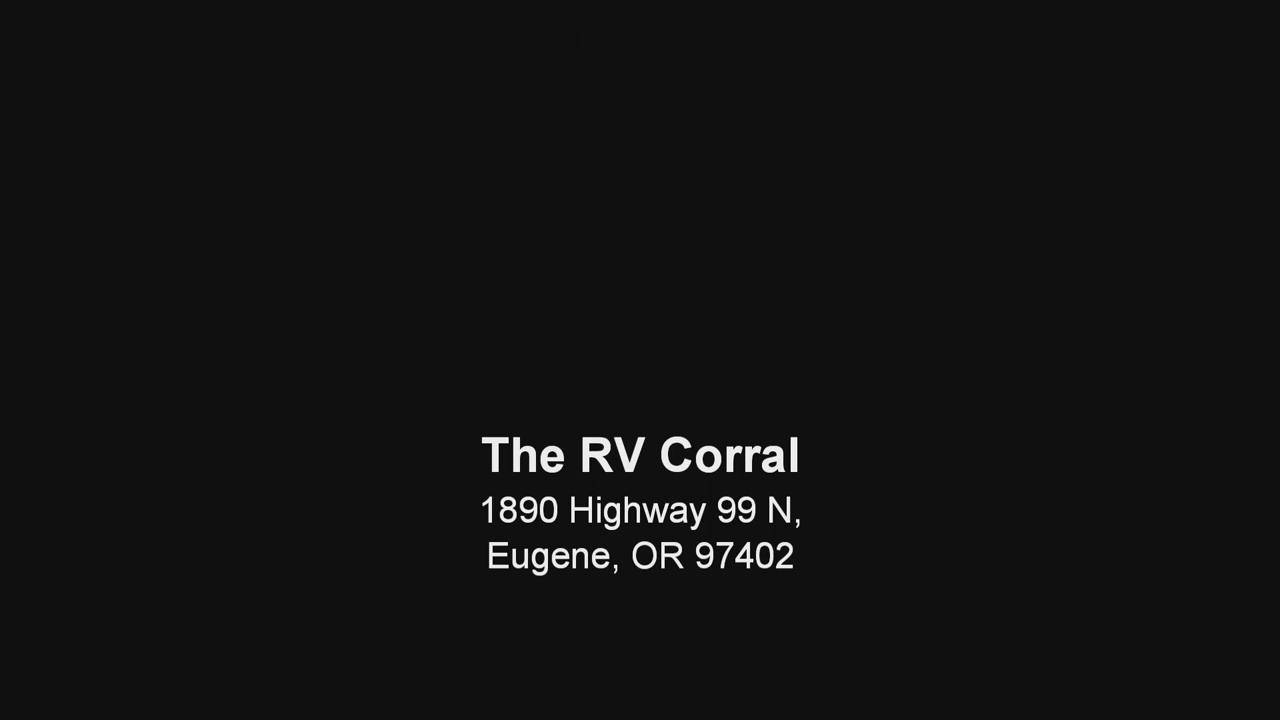 The RV Corral
1890 Highway 99 N,
Eugene, OR 97402